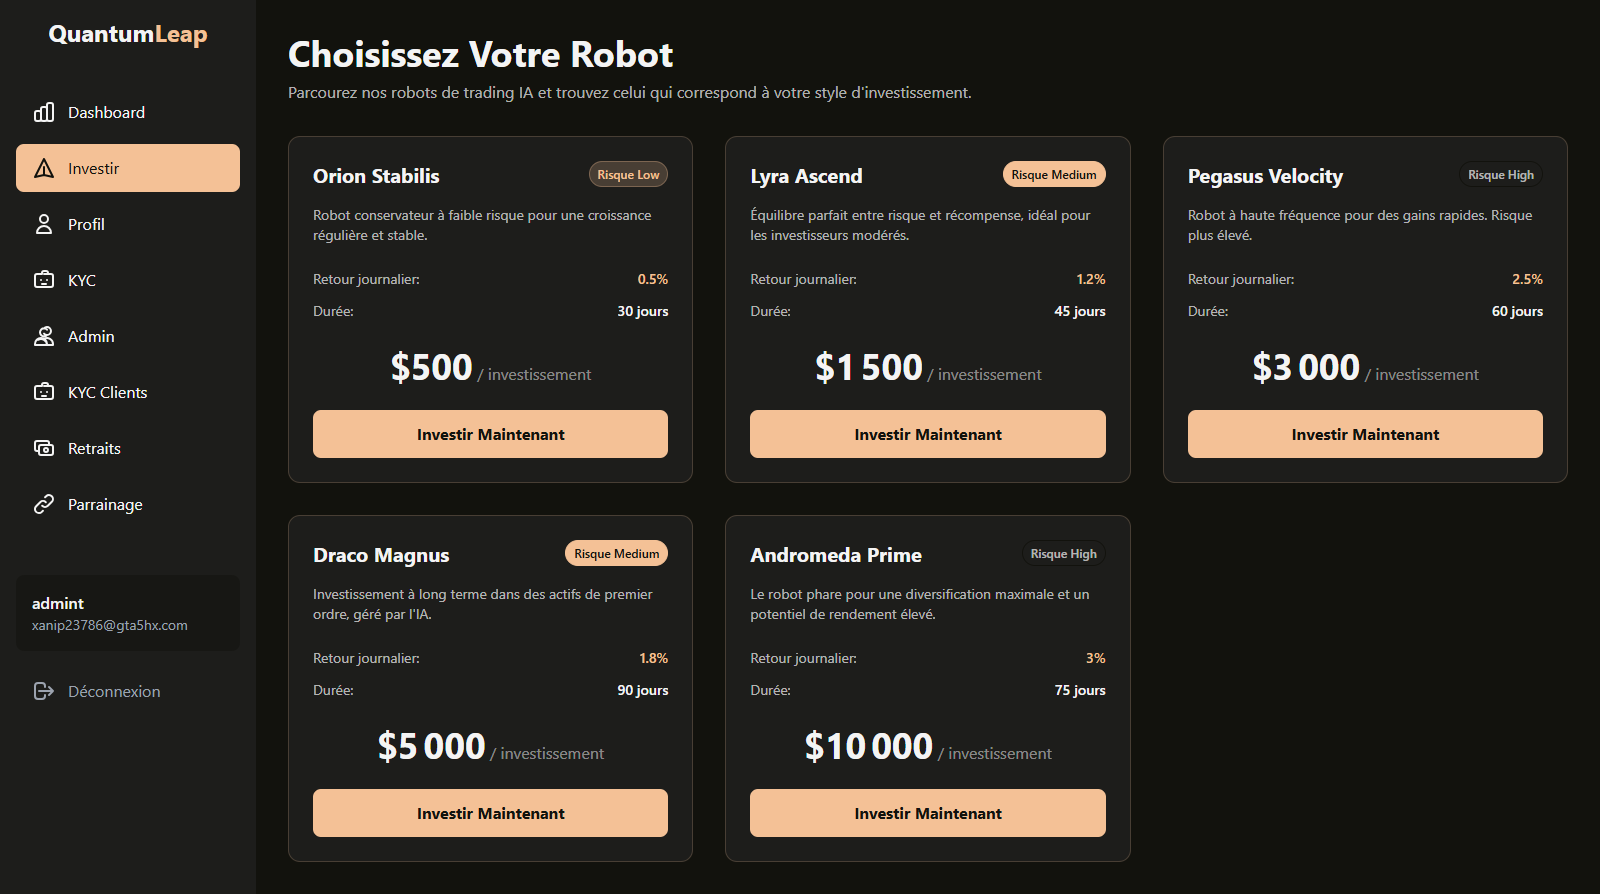 QuantumLeap
Dashboard
Investir
Profil
KYC
Admin
KYC Clients
Retraits
Parrainage
admint
xanip23786@gta5hx.com
Déconnexion
Choisissez Votre Robot
Parcourez nos robots de trading IA et trouvez celui qui correspond à votre style d'investissement.
Orion Stabilis
Risque Low
Robot conservateur à faible risque pour une croissance
régulière et stable.
Retour journalier: 0.5%
Durée: 30 jours
$500 / investissement
Investir Maintenant
Lyra Ascend
Risque Medium
Équilibre parfait entre risque et récompense, idéal pour
les investisseurs modérés.
Retour journalier: 1.2%
Durée: 45 jours
$1 500 / investissement
Investir Maintenant
Pegasus Velocity
Risque High
Robot à haute fréquence pour des gains rapides. Risque
plus élevé.
Retour journalier: 2.5%
Durée: 60 jours
$3 000 / investissement
Investir Maintenant
Draco Magnus
Risque Medium
Investissement à long terme dans des actifs de premier
ordre, géré par l'IA.
Retour journalier: 1.8%
Durée: 90 jours
$5 000 / investissement
Investir Maintenant
Andromeda Prime
Risque High
Le robot phare pour une diversification maximale et un
potentiel de rendement élevé.
Retour journalier: 3%
Durée: 75 jours
$10 000 / investissement
Investir Maintenant